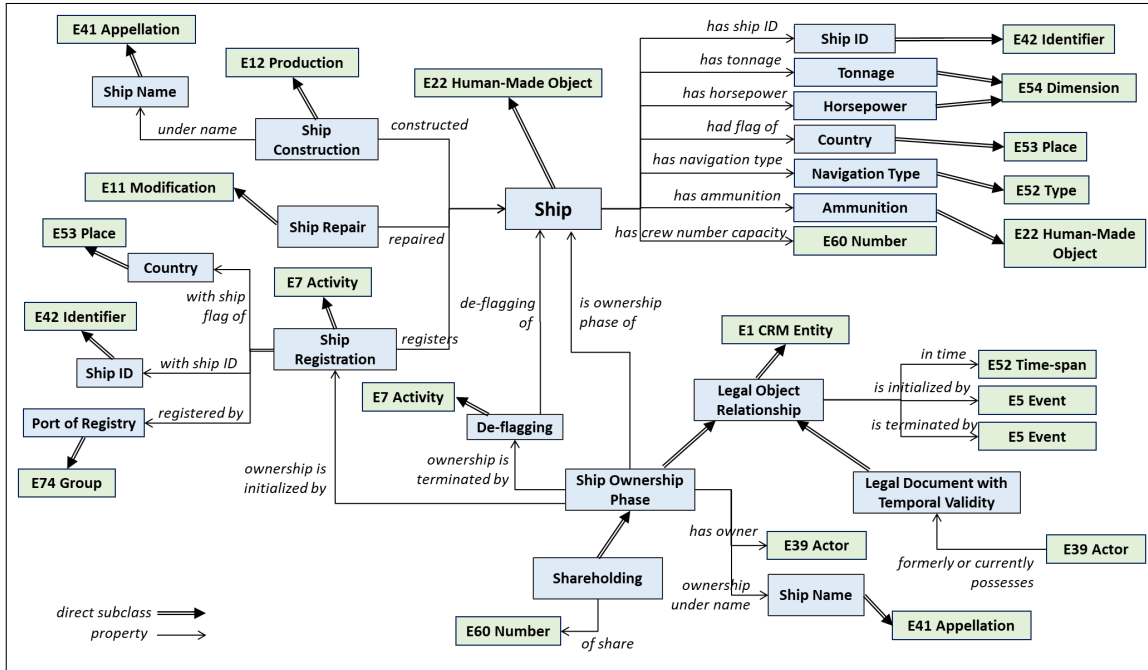 E41 Appellation
Ship Name
under name
E12 Production
Ship
Construction
constructed
E22 Human-Made Object
E11 Modification
Ship Repair
repaired
Ship
E53 Place
Country
with ship
flag of
E7 Activity
Ship
Registration
registers
E42 Identifier
Ship ID
with ship ID
Port of Registry
registered by
E74 Group
has ship ID
Ship ID
E42 Identifier
has tonnage
Tonnage
E54 Dimension
has horsepower
Horsepower
had flag of
Country
E53 Place
has navigation type
Navigation Type
E52 Type
has ammunition
Ammunition
E22 Human-Made
Object
has crew number capacity
E60 Number
de-flagging
of
is ownership
phase of
E7 Activity
De-flagging
ownership is
initialized by
ownership is
terminated by
E1 CRM Entity
Legal Object
Relationship
in time
E52 Time-span
is initialized by
E5 Event
is terminated by
E5 Event
Ship Ownership
Phase
Legal Document with
Temporal Validity
has owner
E39 Actor
formerly or currently
possesses
E39 Actor
Shareholding
ownership
under name
Ship Name
E41 Appellation
E60 Number
of share
direct subclass
property